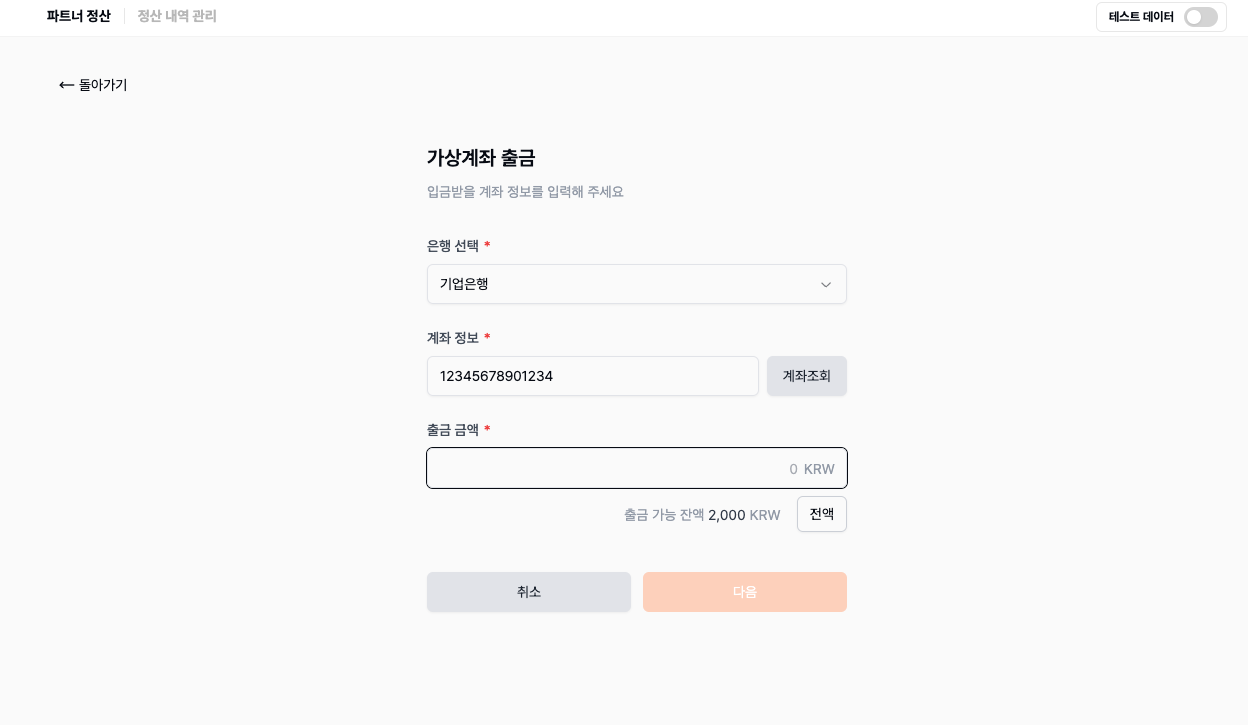 파트너 정산 정산 내역 관리 테스트 데이터
← 돌아가기
가상계좌 출금
입금받을 계좌 정보를 입력해 주세요
은행 선택 *
기업은행
계좌 정보 *
12345678901234 계좌조회
출금 금액 *
0 KRW
출금 가능 잔액 2,000 KRW 전액
취소 다음